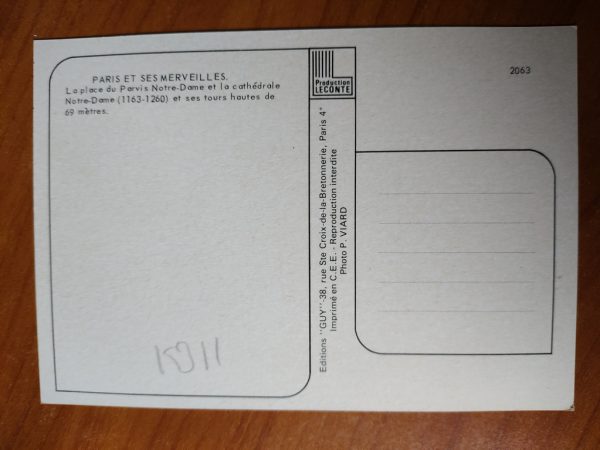 PARIS ET SES MERVEILLES.
La place du Parvis Notre-Dame et la cathédrale
Notre-Dame (1163-1260) et ses tours hautes de
69 mètres.
Production
LECONTE
2063
Editions "GUY"-38, rue Ste Croix-de-la-Bretonnerie, Paris 4°
Imprimé en C.E.E. - Reproduction interdite
Photo P. VIARD